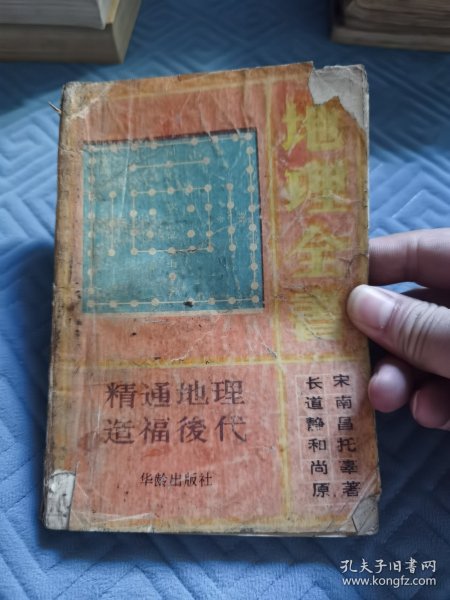 地理全書
宋南昌托辜著
长道静和尚原
精通地理
造福後代
华龄出版社
孔夫子旧书网
www.kongfz.com